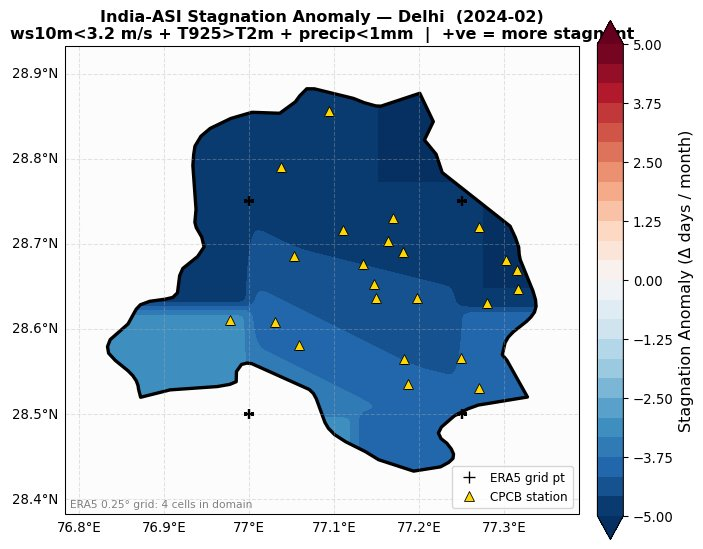 India-ASI Stagnation Anomaly — Delhi  (2024-02)
ws10m<3.2 m/s + T925>T2m + precip<1mm  |  +ve = more stagnant
28.9°N
28.8°N
28.7°N
28.6°N
28.5°N
28.4°N
76.8°E
76.9°E
77°E
77.1°E
77.2°E
77.3°E
ERA5 0.25° grid: 4 cells in domain
ERA5 grid pt
CPCB station
5.00
3.75
2.50
1.25
0.00
−1.25
−2.50
−3.75
−5.00
Stagnation Anomaly (Δ days / month)